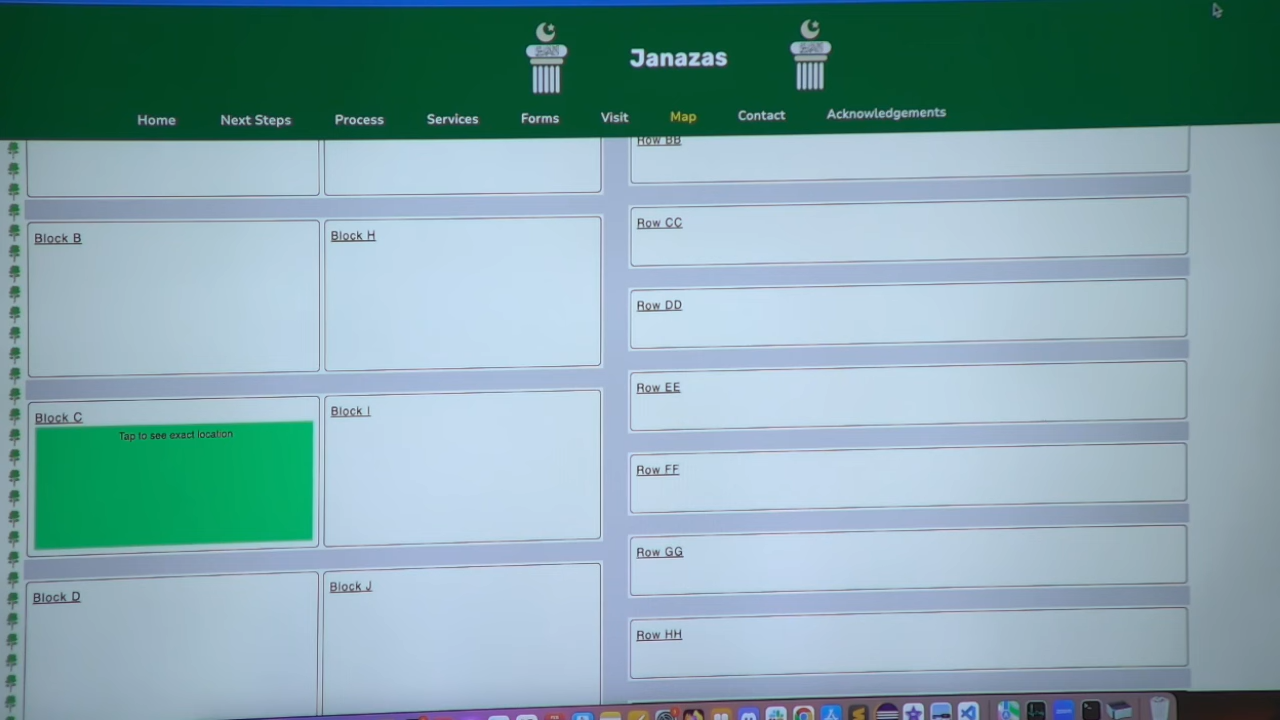 Janazas
Home Next Steps Process Services Forms Visit Map Contact Acknowledgements
Row BB
Block B Block H Row CC
Row DD
Block C Block I Row EE
Tap to see exact location
Row FF
Row GG
Block D Block J
Row HH